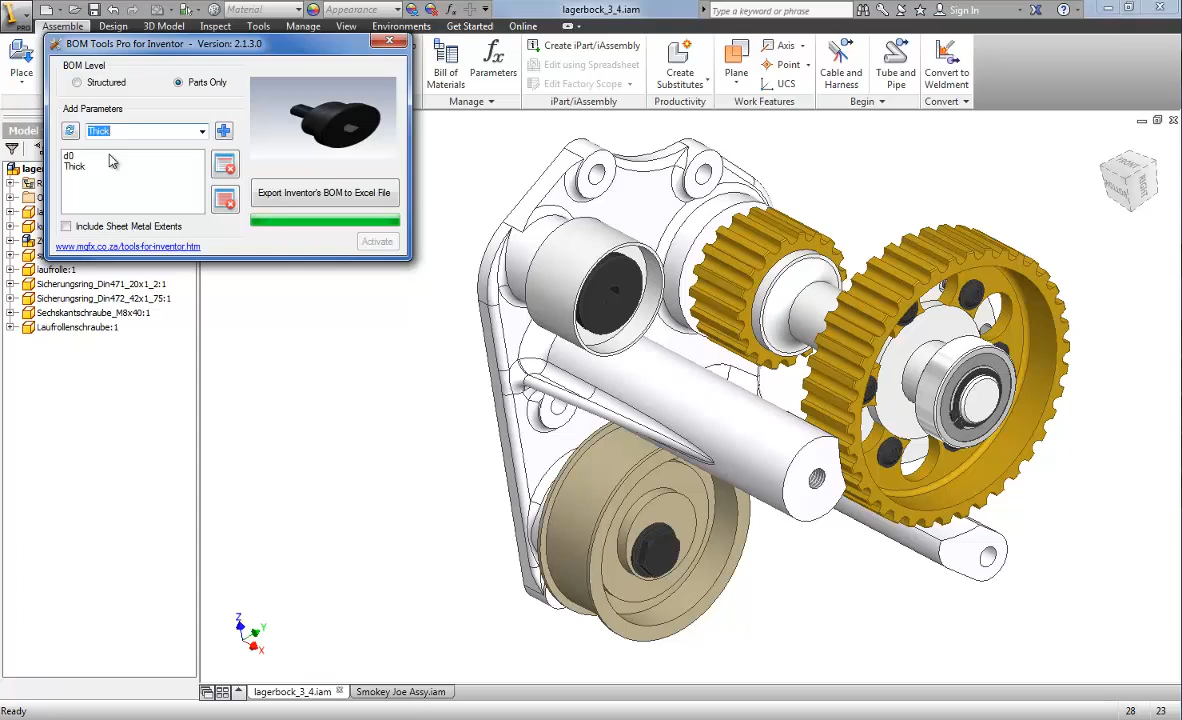 PRO
Material
Appearance
lagerbock_3_4.iam
Type a keyword or phrase
Sign In
Assemble
Design
3D Model
Inspect
Tools
Manage
View
Environments
Get Started
Online
Place
BOM Tools Pro for Inventor - Version: 2.1.3.0
BOM Level
Structured
Parts Only
Add Parameters
Thick
d0
Thick
Export Inventor's BOM to Excel File
Include Sheet Metal Extents
www.mgfx.co.za/tools-for-inventor.htm
Activate
Bill of Materials
Parameters
Manage
Create iPart/iAssembly
Edit using Spreadsheet
Edit Factory Scope
iPart/iAssembly
Create Substitutes
Productivity
Plane
Axis
Point
UCS
Work Features
Cable and Harness
Tube and Pipe
Begin
Convert to Weldment
Convert
Model
laufrolle:1
Sicherungsring_Din471_20x1_2:1
Sicherungsring_Din472_42x1_75:1
Sechskantschraube_M8x40:1
Laufrollenschraube:1
FRONT
RIGHT
BOTTOM
Z
Y
X
lagerbock_3_4.iam
Smokey Joe Assy.iam
Ready
28
23